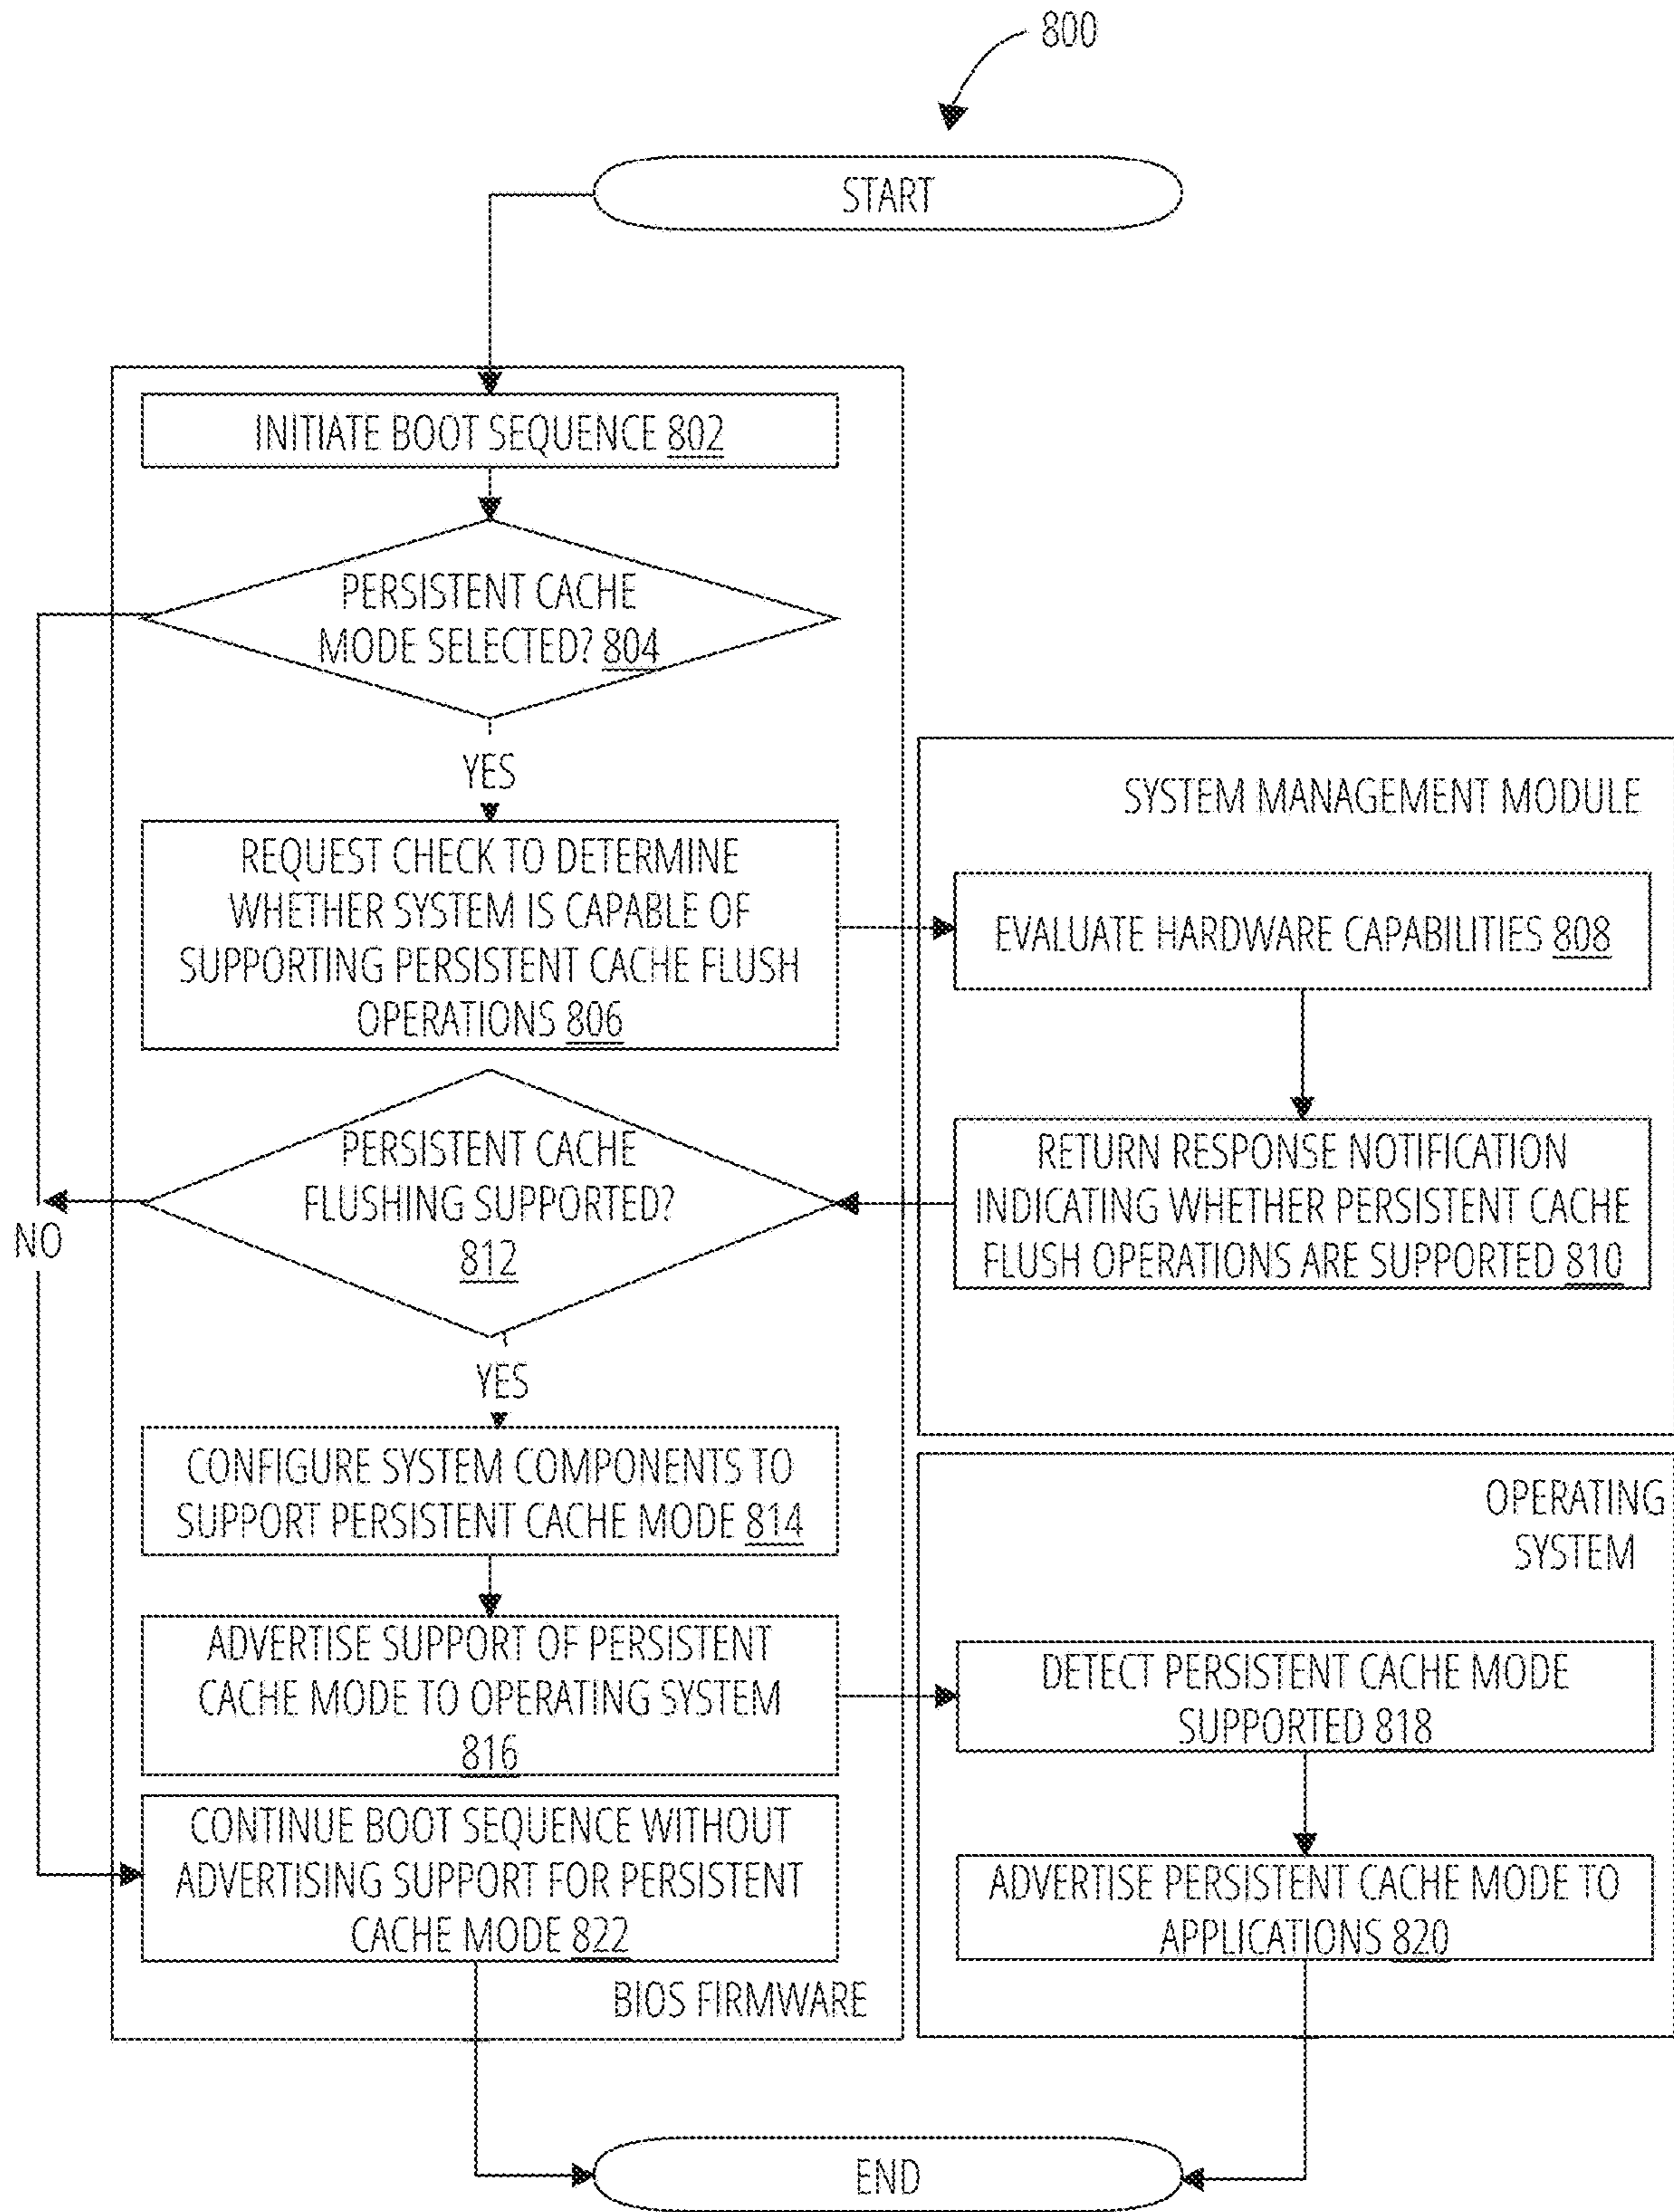 800
START
INITIATE BOOT SEQUENCE 802
PERSISTENT CACHE
MODE SELECTED? 804
YES
REQUEST CHECK TO DETERMINE
WHETHER SYSTEM IS CAPABLE OF
SUPPORTING PERSISTENT CACHE FLUSH
OPERATIONS 806
SYSTEM MANAGEMENT MODULE
EVALUATE HARDWARE CAPABILITIES 808
RETURN RESPONSE NOTIFICATION
INDICATING WHETHER PERSISTENT CACHE
FLUSH OPERATIONS ARE SUPPORTED 810
PERSISTENT CACHE
FLUSHING SUPPORTED?
812
NO
YES
CONFIGURE SYSTEM COMPONENTS TO
SUPPORT PERSISTENT CACHE MODE 814
ADVERTISE SUPPORT OF PERSISTENT
CACHE MODE TO OPERATING SYSTEM
816
OPERATING
SYSTEM
DETECT PERSISTENT CACHE MODE
SUPPORTED 818
ADVERTISE PERSISTENT CACHE MODE TO
APPLICATIONS 820
CONTINUE BOOT SEQUENCE WITHOUT
ADVERTISING SUPPORT FOR PERSISTENT
CACHE MODE 822
BIOS FIRMWARE
END